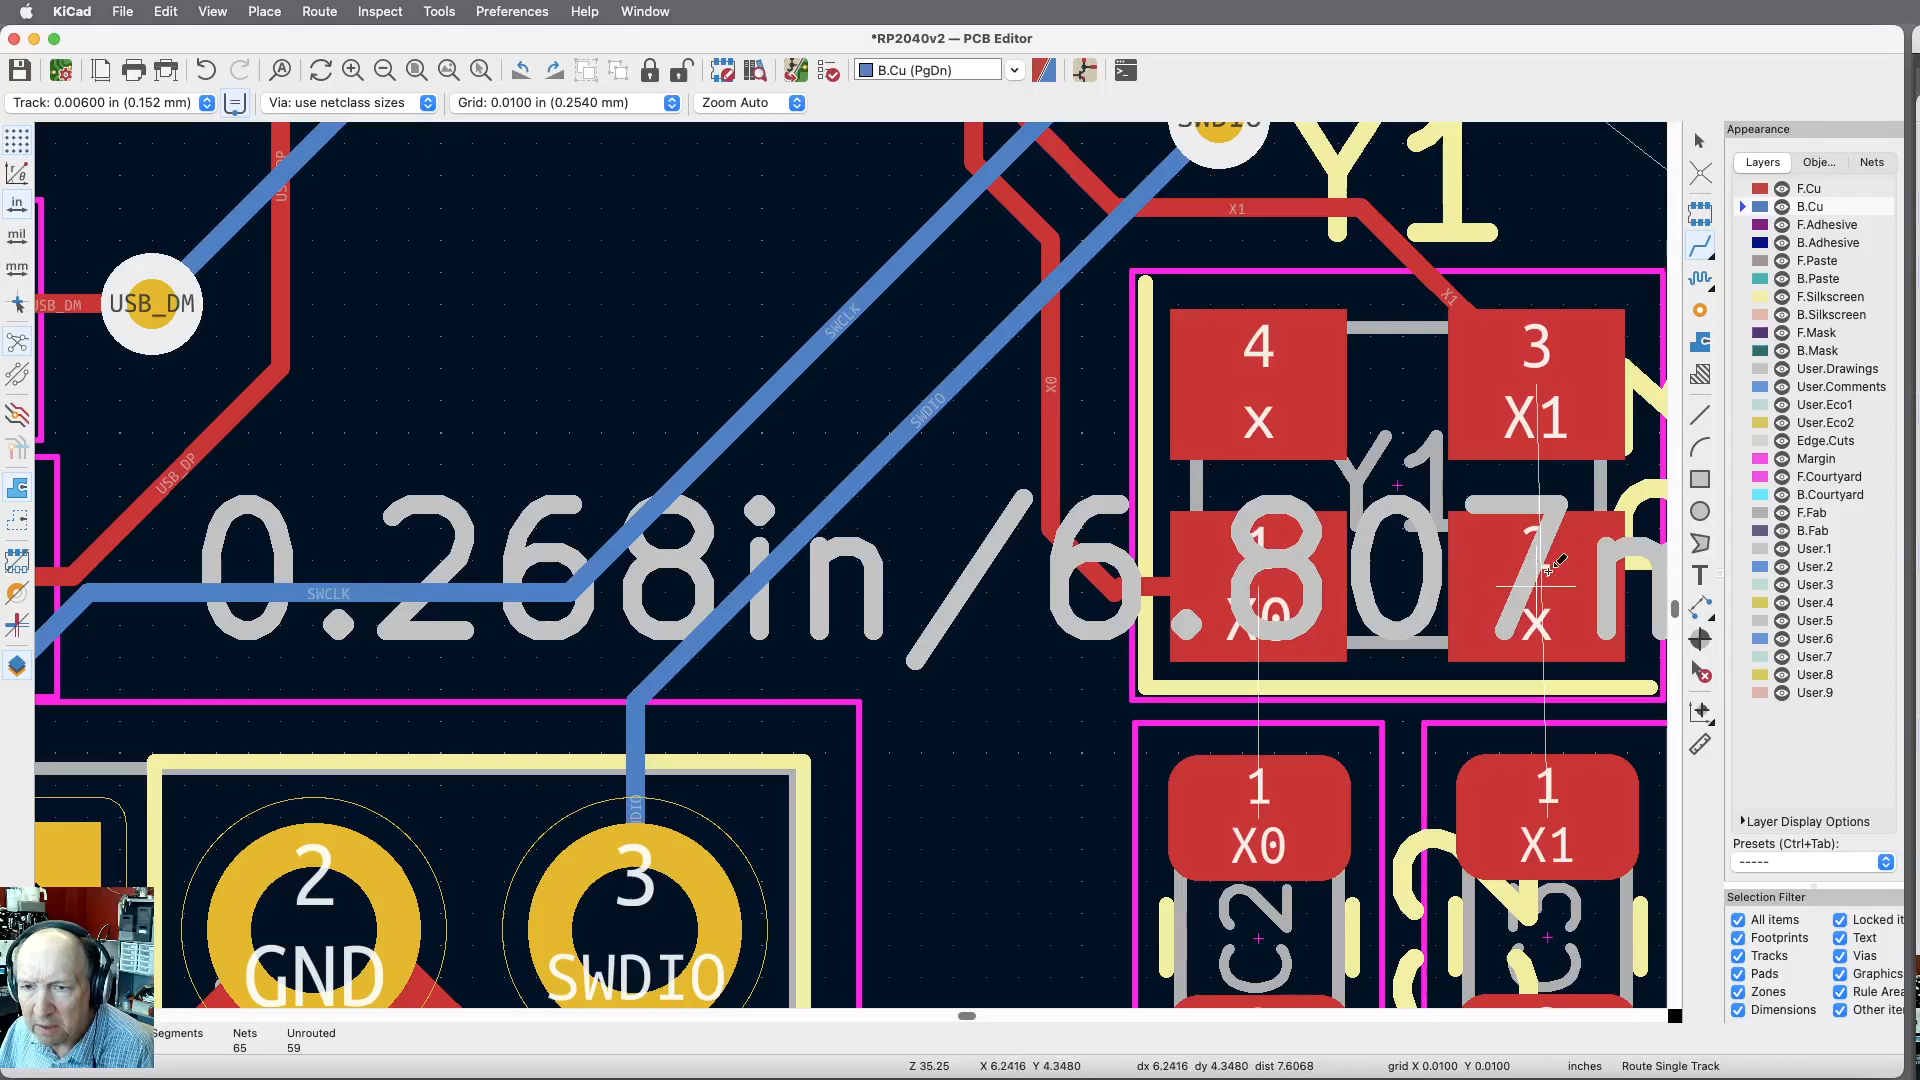 KiCad File Edit View Place Route Inspect Tools Preferences Help Window
*RP2040v2 — PCB Editor
B.Cu (PgDn)
Track: 0.00600 in (0.152 mm)
Via: use netclass sizes
Grid: 0.0100 in (0.2540 mm)
Zoom Auto
in
mil
mm
SWDIO
Y1
X1
USB_DM
USB_DM
X1
SWCLK
4
3
x
X1
X0
SWDIO
USB_DP
Y1
0.268in/6.807m
1
X0
x
SWCLK
1
1
X0
X1
2
3
GND
SWDIO
C2
C3
Appearance
Layers
Obje...
Nets
F.Cu
B.Cu
F.Adhesive
B.Adhesive
F.Paste
B.Paste
F.Silkscreen
B.Silkscreen
F.Mask
B.Mask
User.Drawings
User.Comments
User.Eco1
User.Eco2
Edge.Cuts
Margin
F.Courtyard
B.Courtyard
F.Fab
B.Fab
User.1
User.2
User.3
User.4
User.5
User.6
User.7
User.8
User.9
Layer Display Options
Presets (Ctrl+Tab):
-----
Selection Filter
All items
Locked it
Footprints
Text
Tracks
Vias
Pads
Graphics
Zones
Rule Area
Dimensions
Other ite
Segments
Nets
Unrouted
65
59
Z 35.25
X 6.2416 Y 4.3480
dx 6.2416 dy 4.3480 dist 7.6068
grid X 0.0100 Y 0.0100
inches
Route Single Track